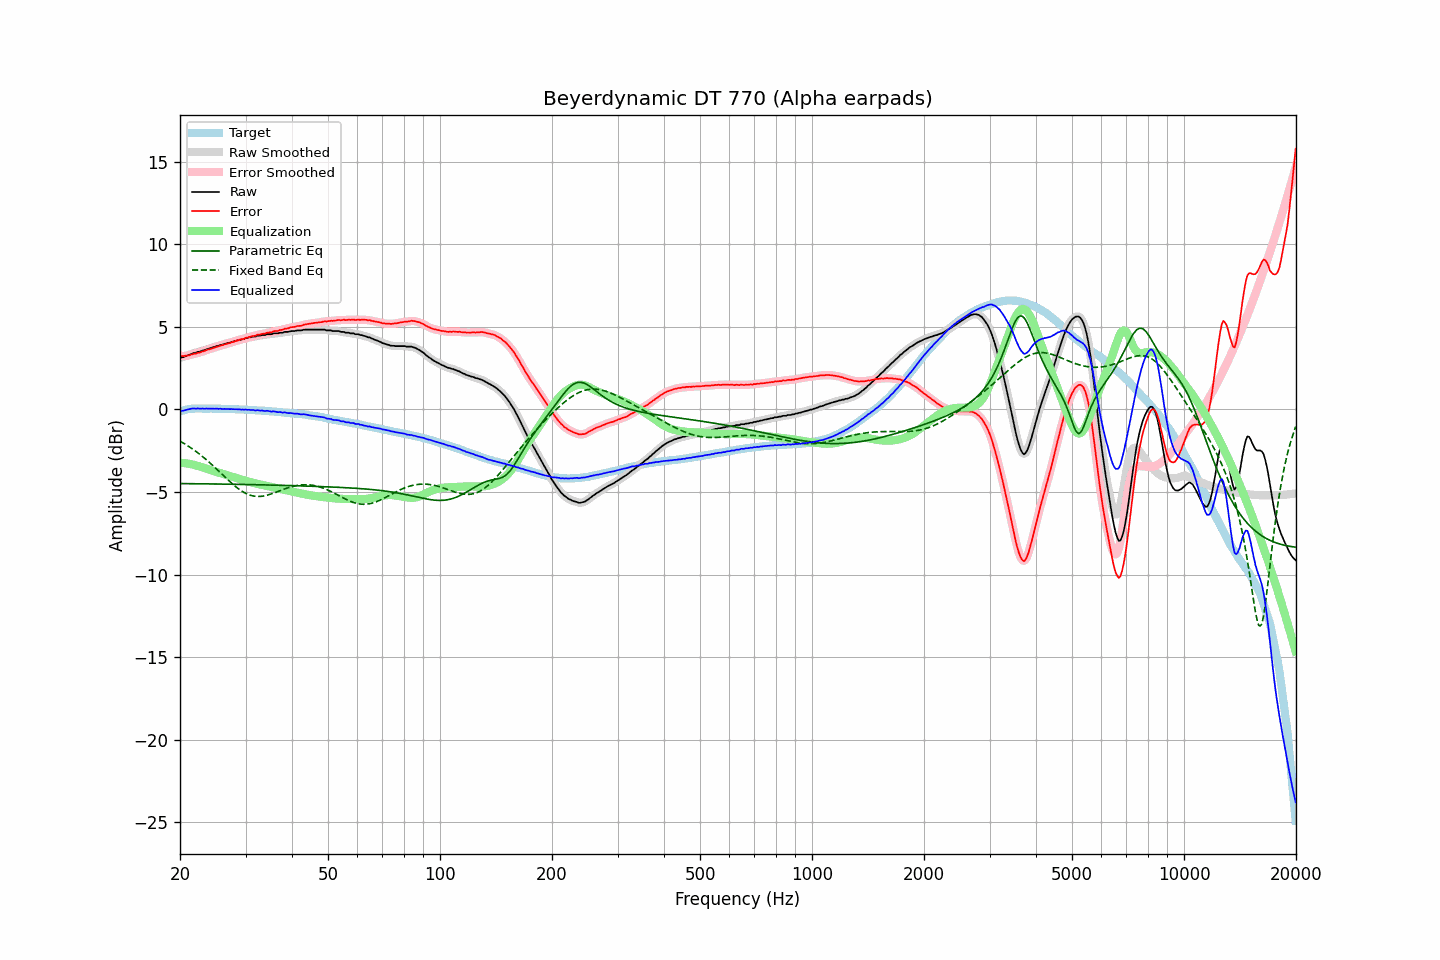 Beyerdynamic DT 770 (Alpha earpads)
Target
Raw Smoothed
Error Smoothed
Raw
Error
Equalization
Parametric Eq
Fixed Band Eq
Equalized
15
10
5
0
−5
−10
−15
−20
−25
Amplitude (dBr)
20 50 100 200 500 1000 2000 5000 10000 20000
Frequency (Hz)